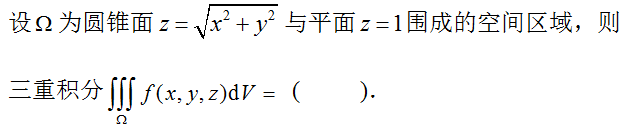 设 Ω 为圆锥面 z = √(x² + y²) 与平面 z = 1 围成的空间区域，则
三重积分 ∭_Ω f(x, y, z)dV = （  ）.